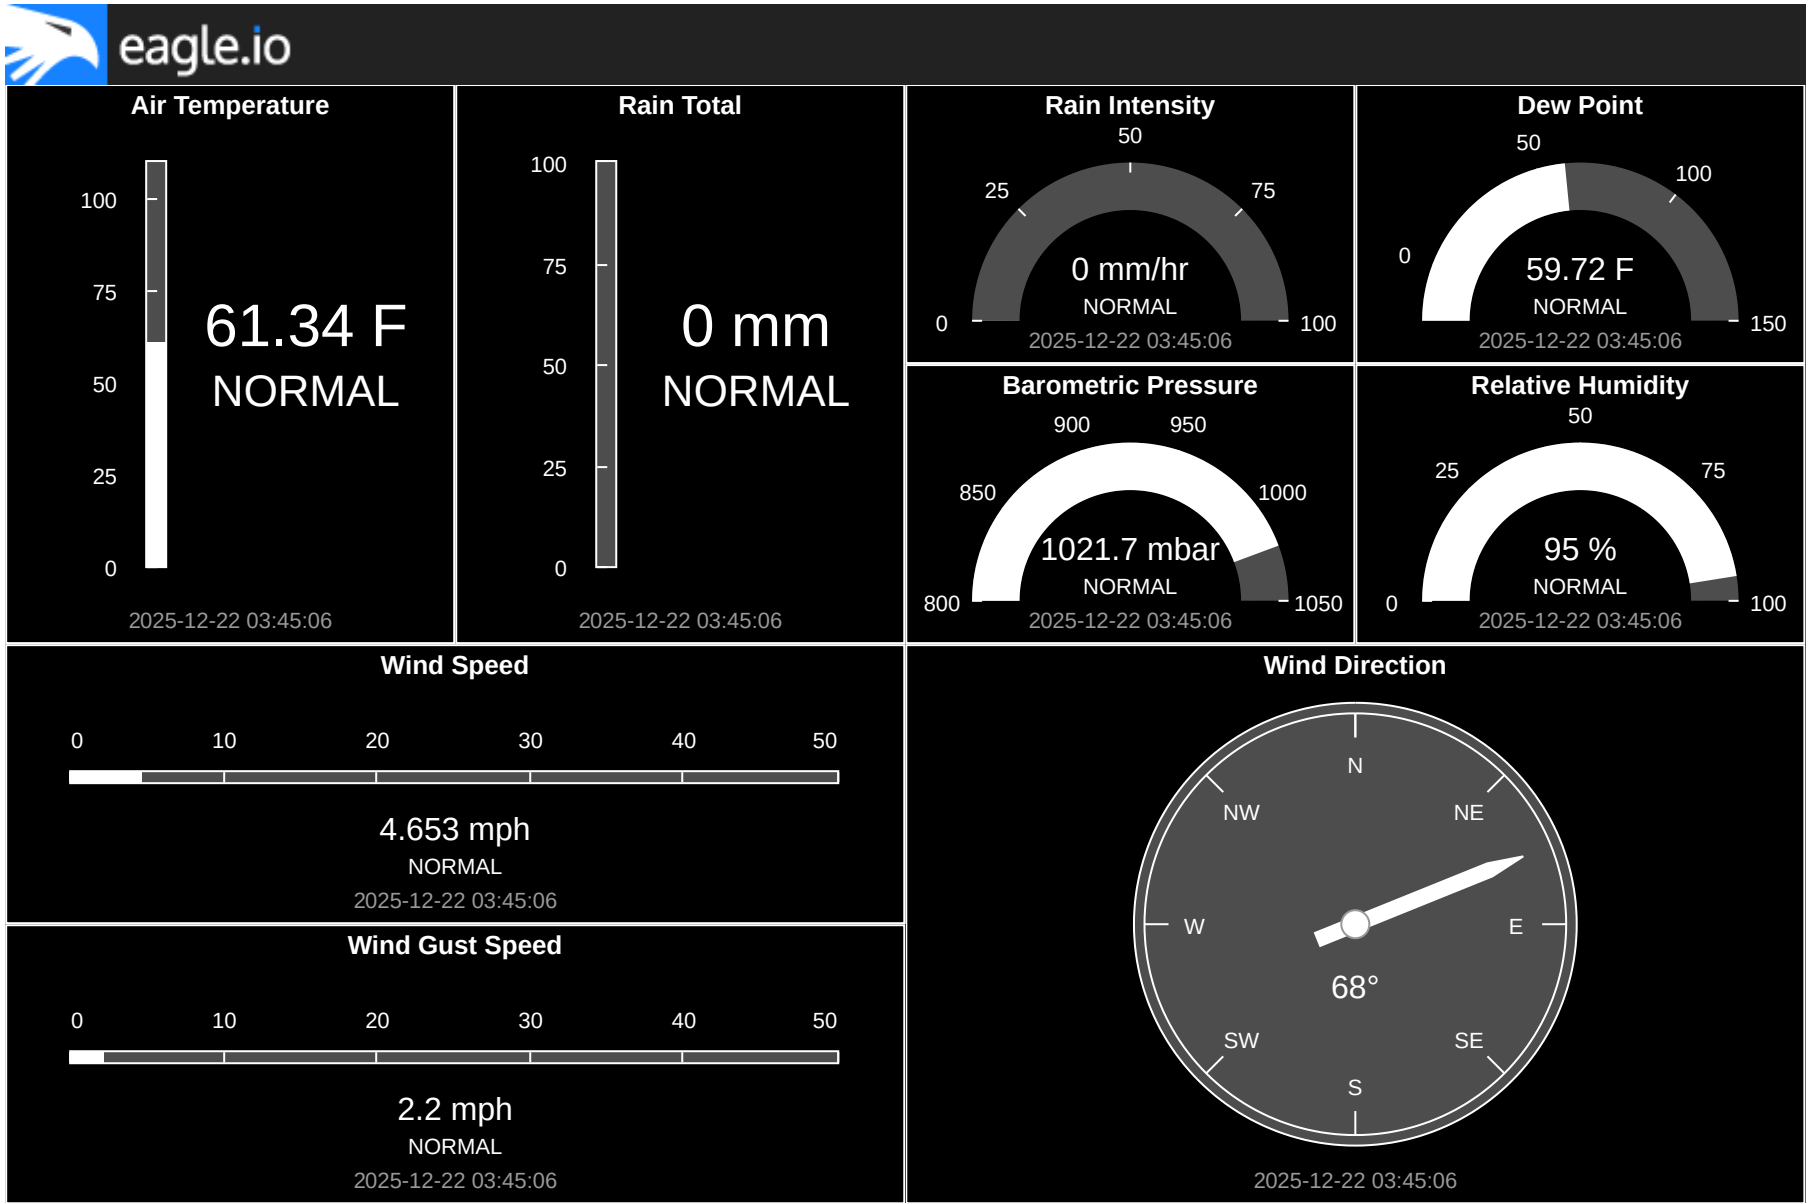 eagle.io
Air Temperature
100
75
50
25
0
61.34 F
NORMAL
2025-12-22 03:45:06
Rain Total
100
75
50
25
0
0 mm
NORMAL
2025-12-22 03:45:06
Rain Intensity
50
25
75
0
100
0 mm/hr
NORMAL
2025-12-22 03:45:06
Dew Point
50
100
0
150
59.72 F
NORMAL
2025-12-22 03:45:06
Barometric Pressure
900
950
850
1000
800
1050
1021.7 mbar
NORMAL
2025-12-22 03:45:06
Relative Humidity
50
25
75
0
100
95 %
NORMAL
2025-12-22 03:45:06
Wind Speed
0 10 20 30 40 50
4.653 mph
NORMAL
2025-12-22 03:45:06
Wind Gust Speed
0 10 20 30 40 50
2.2 mph
NORMAL
2025-12-22 03:45:06
Wind Direction
N
NW
NE
W
E
68°
SW
SE
S
2025-12-22 03:45:06